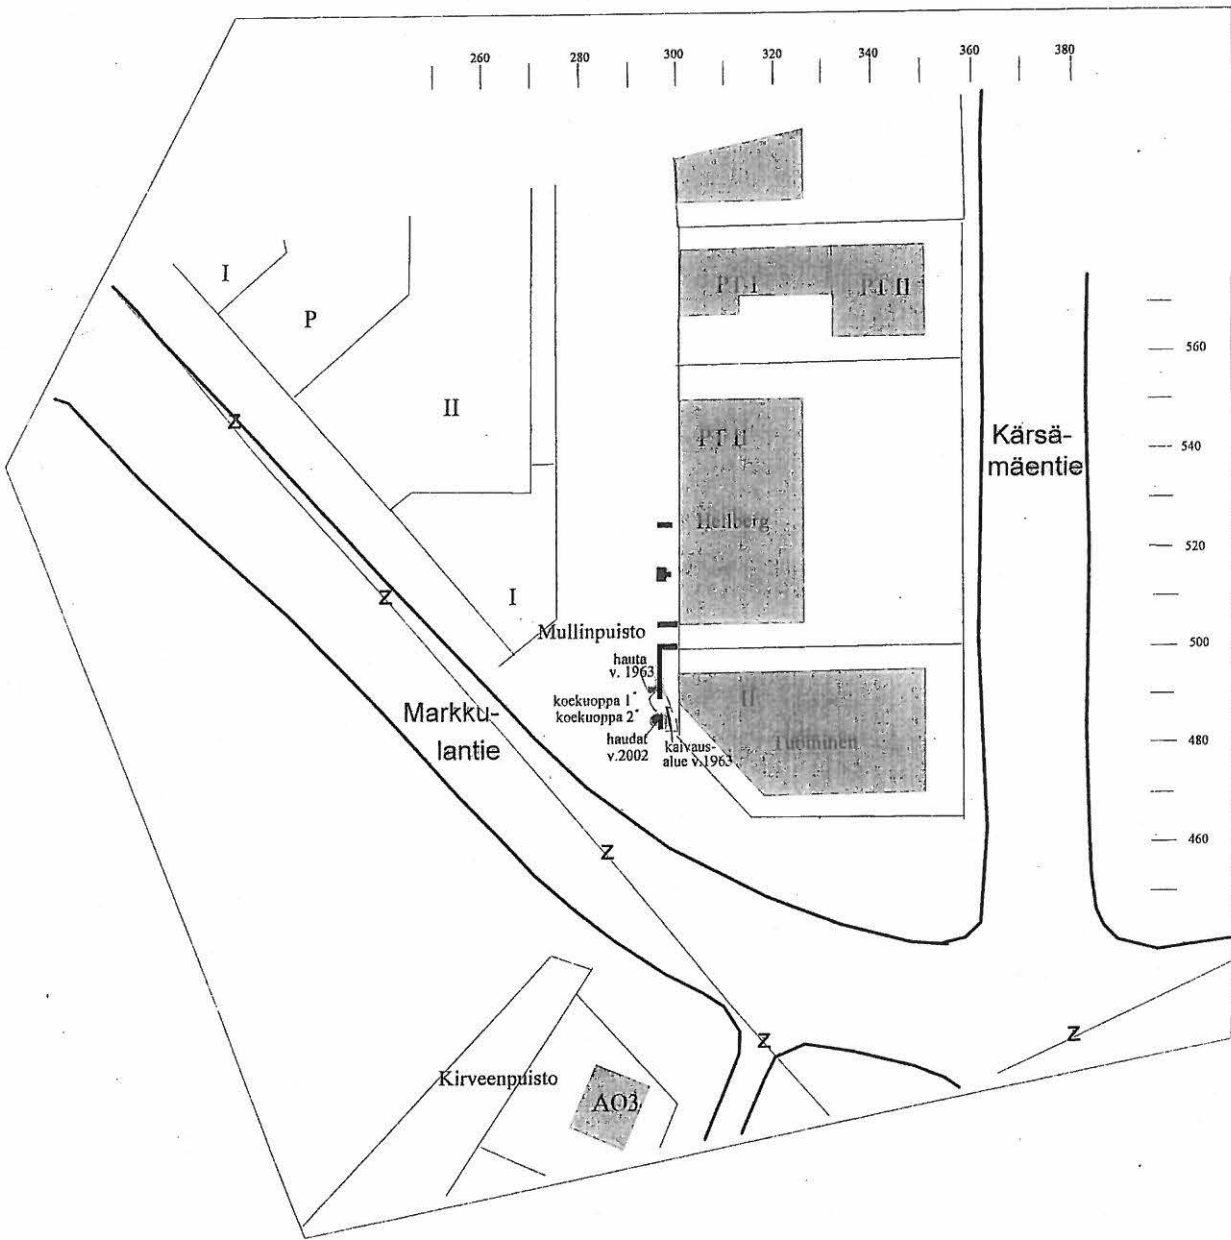 260 280 300 320 340 360 380
I
P
II
I
PT I
PT II
560
540
520
500
480
460
Kärsä-
mäentie
PT II
Hellberg
Mullinpuisto
hauta
v. 1963
koekuoppa 1
koekuoppa 2
haudat
v.2002
kaivaus-
alue v.1963
II
Tuominen
Markku-
lantie
Z
Z
Z
Z
Z
Kirveenpuisto
AO3